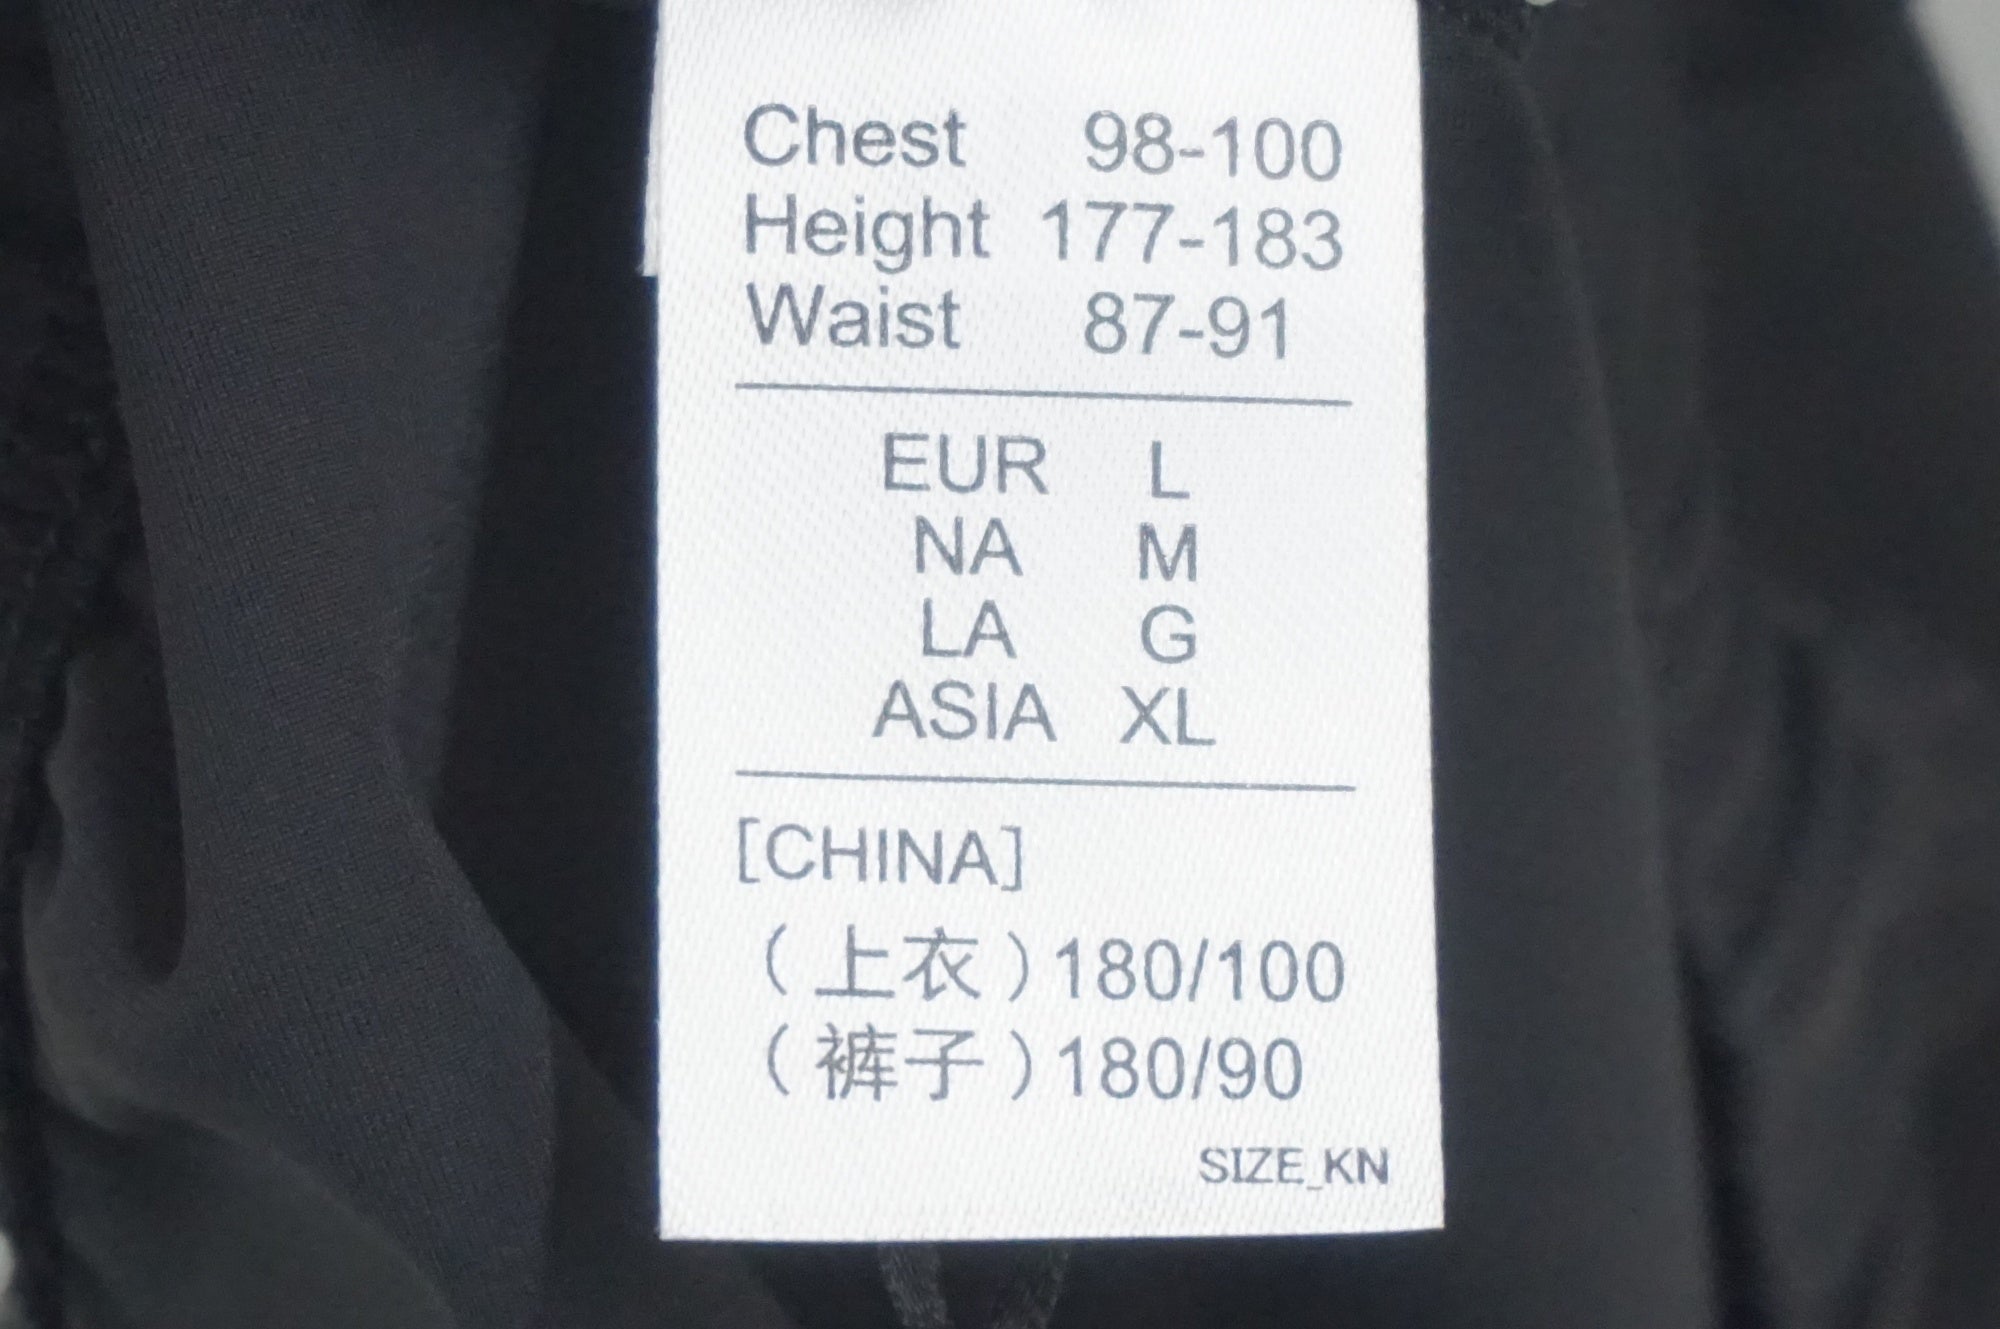 Chest 98-100
Height 177-183
Waist 87-91
EUR L
NA M
LA G
ASIA XL
[CHINA]
（上衣）180/100
（裤子）180/90
SIZE_KN